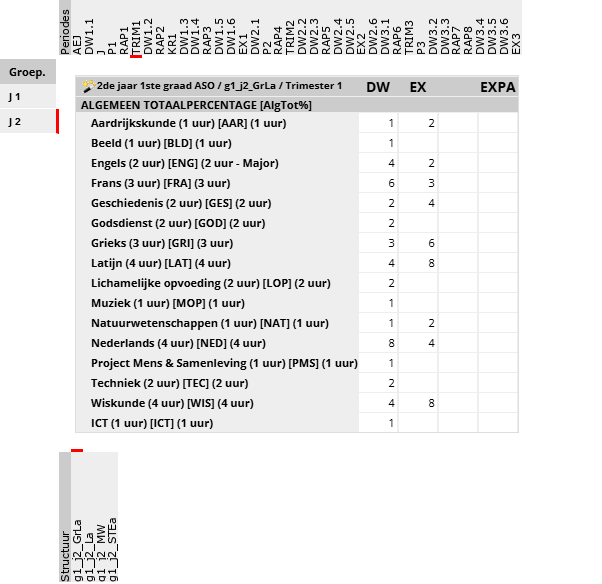 Periodes
AEJ
DW1.1
J
P1
RAP1
TRIM1
DW1.2
RAP2
KR1
DW1.3
DW1.4
RAP3
DW1.5
DW1.6
EX1
DW2.1
P2
RAP4
TRIM2
DW2.2
DW2.3
RAP5
DW2.4
DW2.5
EX2
DW2.6
DW3.1
RAP6
TRIM3
P3
DW3.2
DW3.3
RAP7
RAP8
DW3.4
DW3.5
DW3.6
EX3
Groep.
J 1
J 2
2de jaar 1ste graad ASO / g1_j2_GrLa / Trimester 1 DW EX EXPA
ALGEMEEN TOTAALPERCENTAGE [AlgTot%]
Aardrijkskunde (1 uur) [AAR] (1 uur) 1 2
Beeld (1 uur) [BLD] (1 uur) 1
Engels (2 uur) [ENG] (2 uur - Major) 4 2
Frans (3 uur) [FRA] (3 uur) 6 3
Geschiedenis (2 uur) [GES] (2 uur) 2 4
Godsdienst (2 uur) [GOD] (2 uur) 2
Grieks (3 uur) [GRI] (3 uur) 3 6
Latijn (4 uur) [LAT] (4 uur) 4 8
Lichamelijke opvoeding (2 uur) [LOP] (2 uur) 2
Muziek (1 uur) [MOP] (1 uur) 1
Natuurwetenschappen (1 uur) [NAT] (1 uur) 1 2
Nederlands (4 uur) [NED] (4 uur) 8 4
Project Mens & Samenleving (1 uur) [PMS] (1 uur) 1
Techniek (2 uur) [TEC] (2 uur) 2
Wiskunde (4 uur) [WIS] (4 uur) 4 8
ICT (1 uur) [ICT] (1 uur) 1
Structuur
g1_j2_GrLa
g1_j2_La
g1_j2_MW
g1_j2_STEa